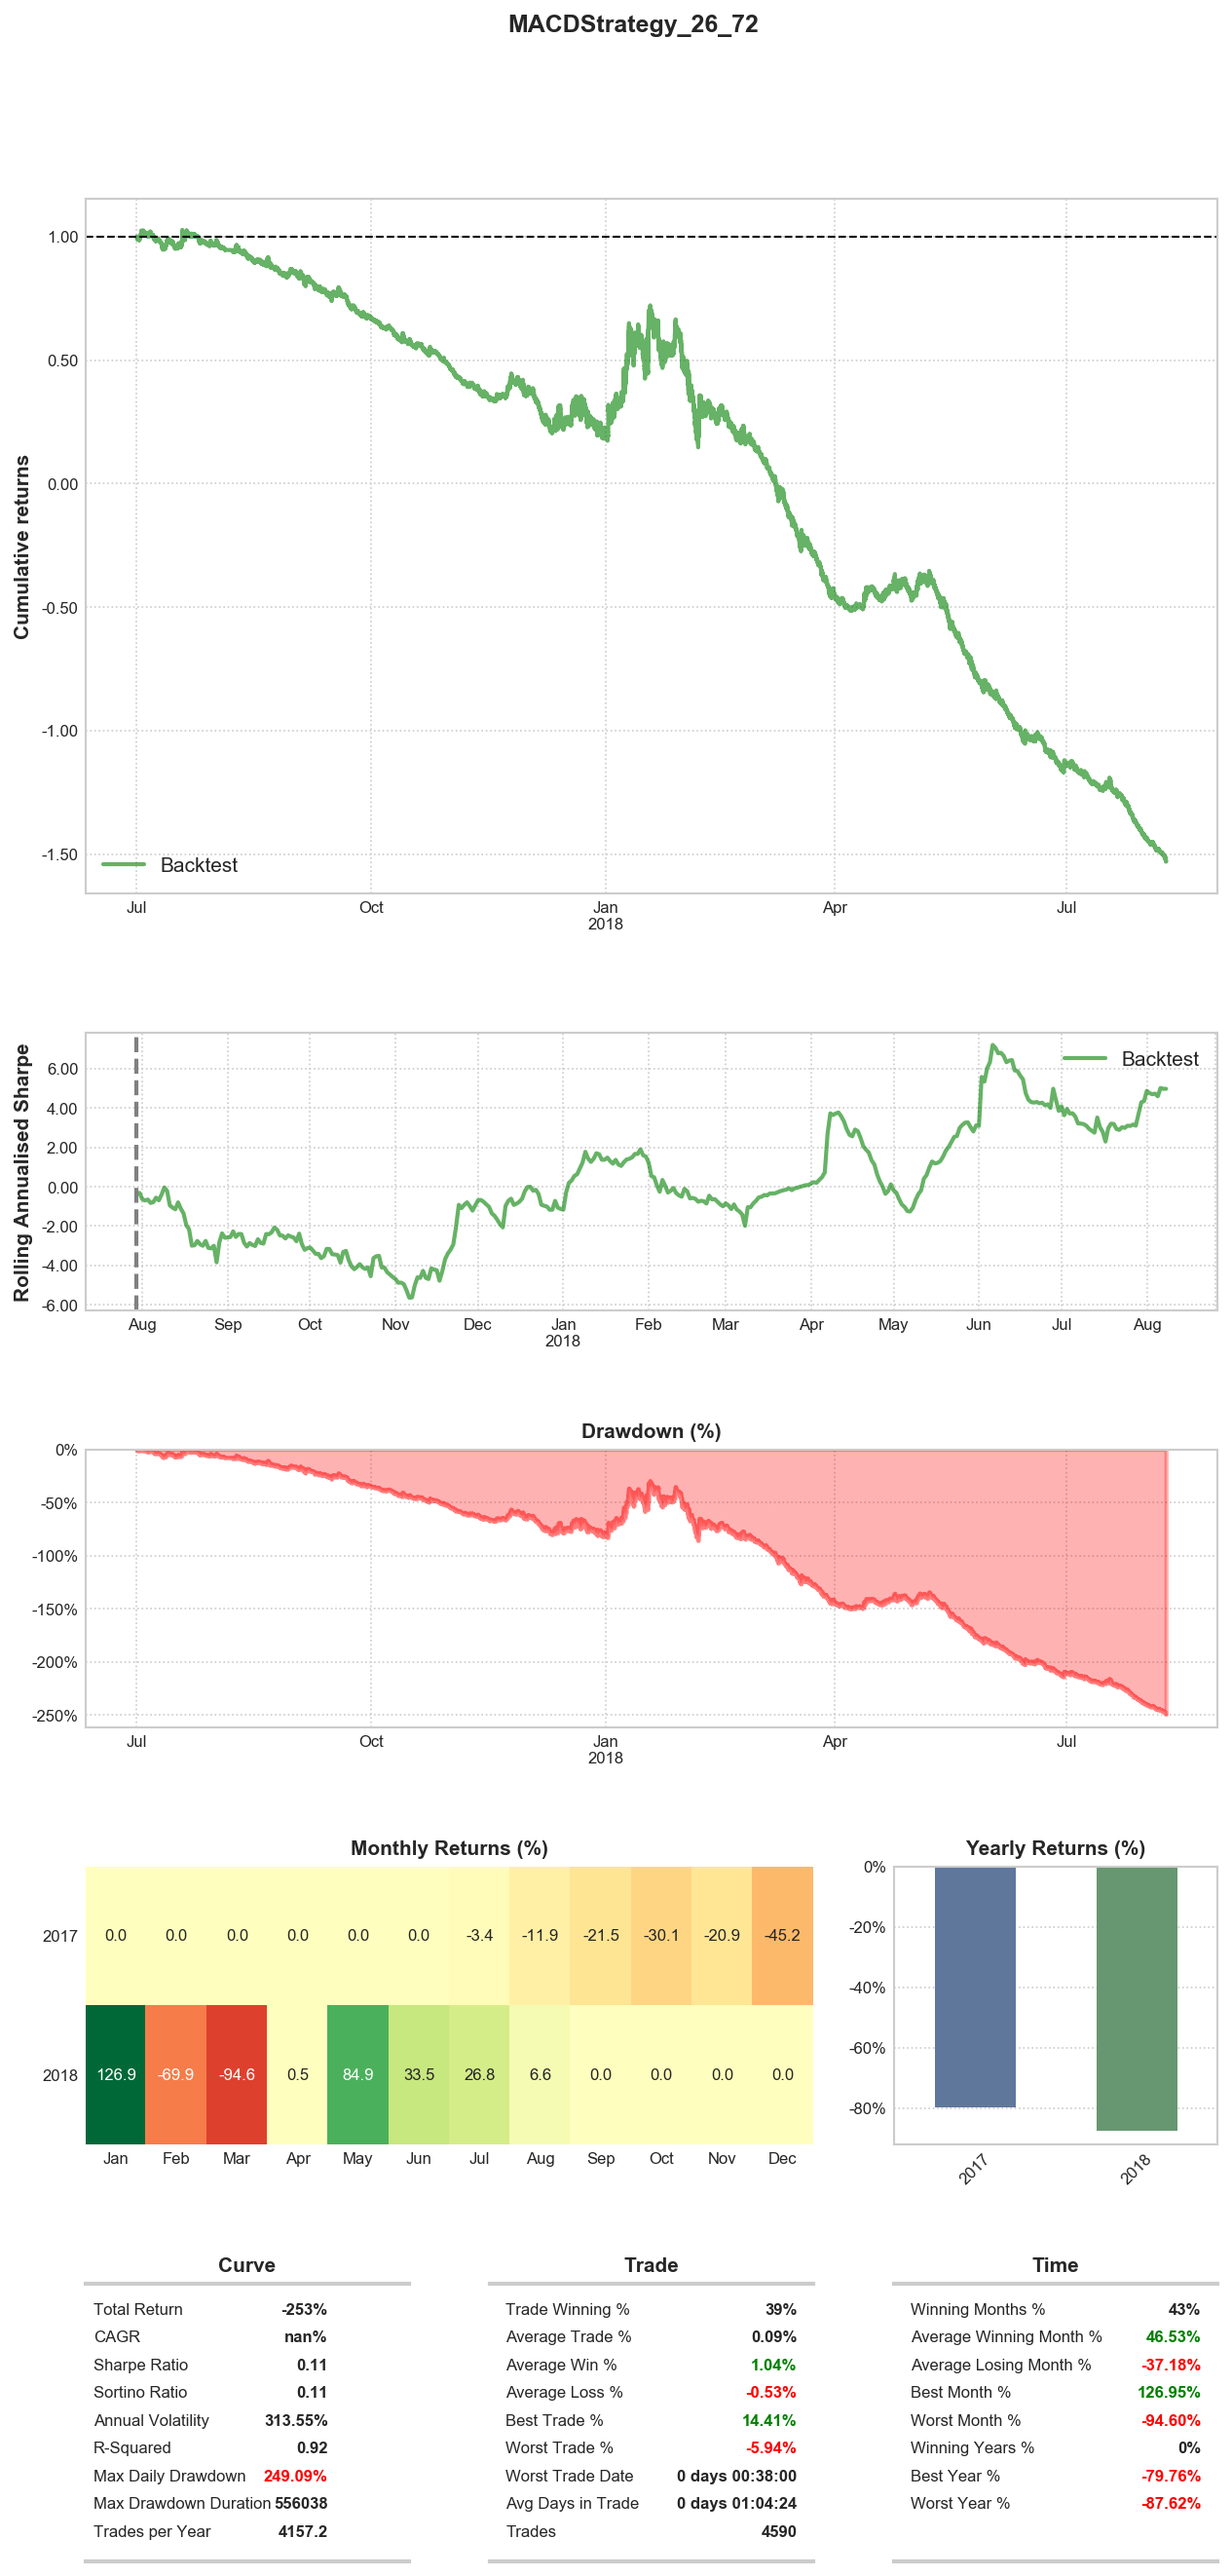 MACDStrategy_26_72
Cumulative returns
1.00
0.50
0.00
-0.50
-1.00
-1.50
Backtest
Jul Oct Jan Apr Jul
2018
Rolling Annualised Sharpe
6.00
4.00
2.00
0.00
-2.00
-4.00
-6.00
Backtest
Aug Sep Oct Nov Dec Jan Feb Mar Apr May Jun Jul Aug
2018
Drawdown (%)
0%
-50%
-100%
-150%
-200%
-250%
Jul Oct Jan Apr Jul
2018
Monthly Returns (%)
2017 0.0 0.0 0.0 0.0 0.0 0.0 -3.4 -11.9 -21.5 -30.1 -20.9 -45.2
2018 126.9 -69.9 -94.6 0.5 84.9 33.5 26.8 6.6 0.0 0.0 0.0 0.0
Jan Feb Mar Apr May Jun Jul Aug Sep Oct Nov Dec
Yearly Returns (%)
0%
-20%
-40%
-60%
-80%
2017 2018
Curve
Total Return -253%
CAGR nan%
Sharpe Ratio 0.11
Sortino Ratio 0.11
Annual Volatility 313.55%
R-Squared 0.92
Max Daily Drawdown 249.09%
Max Drawdown Duration 556038
Trades per Year 4157.2
Trade
Trade Winning % 39%
Average Trade % 0.09%
Average Win % 1.04%
Average Loss % -0.53%
Best Trade % 14.41%
Worst Trade % -5.94%
Worst Trade Date 0 days 00:38:00
Avg Days in Trade 0 days 01:04:24
Trades 4590
Time
Winning Months % 43%
Average Winning Month % 46.53%
Average Losing Month % -37.18%
Best Month % 126.95%
Worst Month % -94.60%
Winning Years % 0%
Best Year % -79.76%
Worst Year % -87.62%